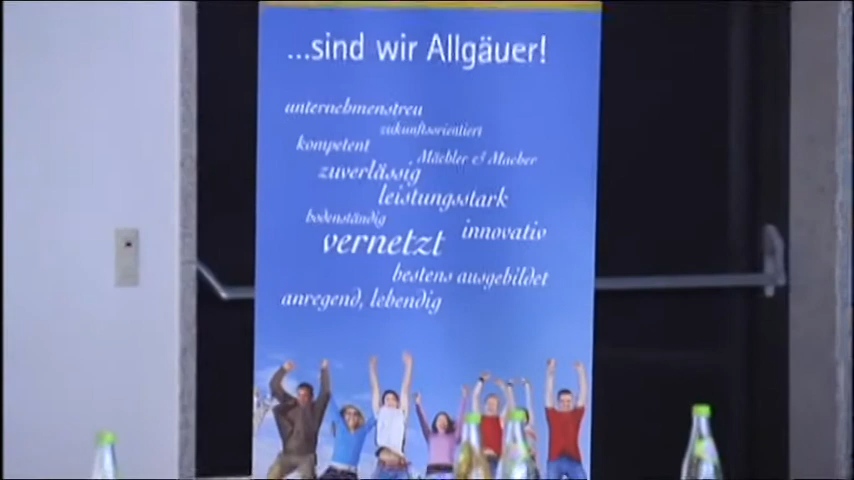 ...sind wir Allgäuer!
unternehmenstreu
zukunftsorientiert
kompetent
Mächler & Macher
zuverlässig
leistungsstark
bodenständig
innovativ
vernetzt
bestens ausgebildet
anregend, lebendig